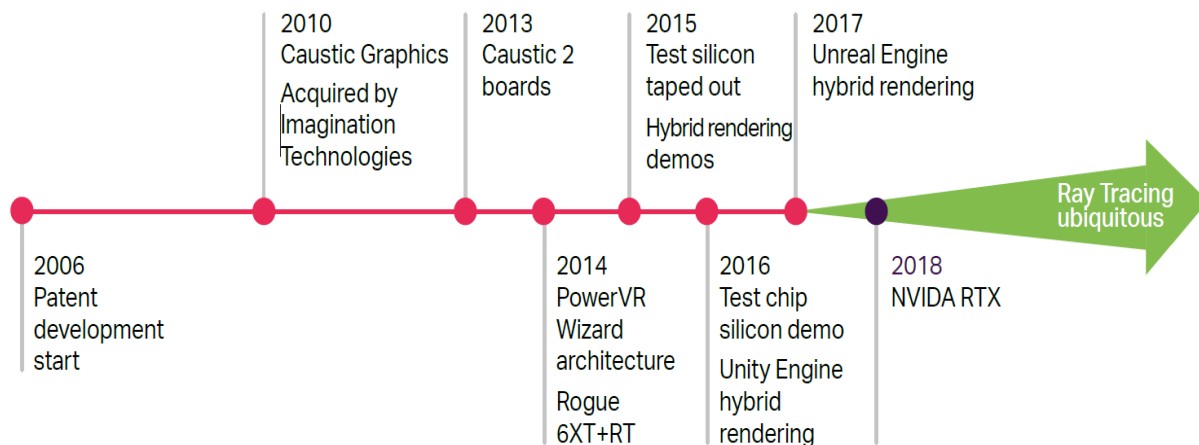 2010
Caustic Graphics
Acquired by
Imagination
Technologies
2013
Caustic 2
boards
2015
Test silicon
taped out
Hybrid rendering
demos
2017
Unreal Engine
hybrid rendering
Ray Tracing
ubiquitous
2006
Patent
development
start
2014
PowerVR
Wizard
architecture
Rogue
6XT+RT
2016
Test chip
silicon demo
Unity Engine
hybrid
rendering
2018
NVIDA RTX